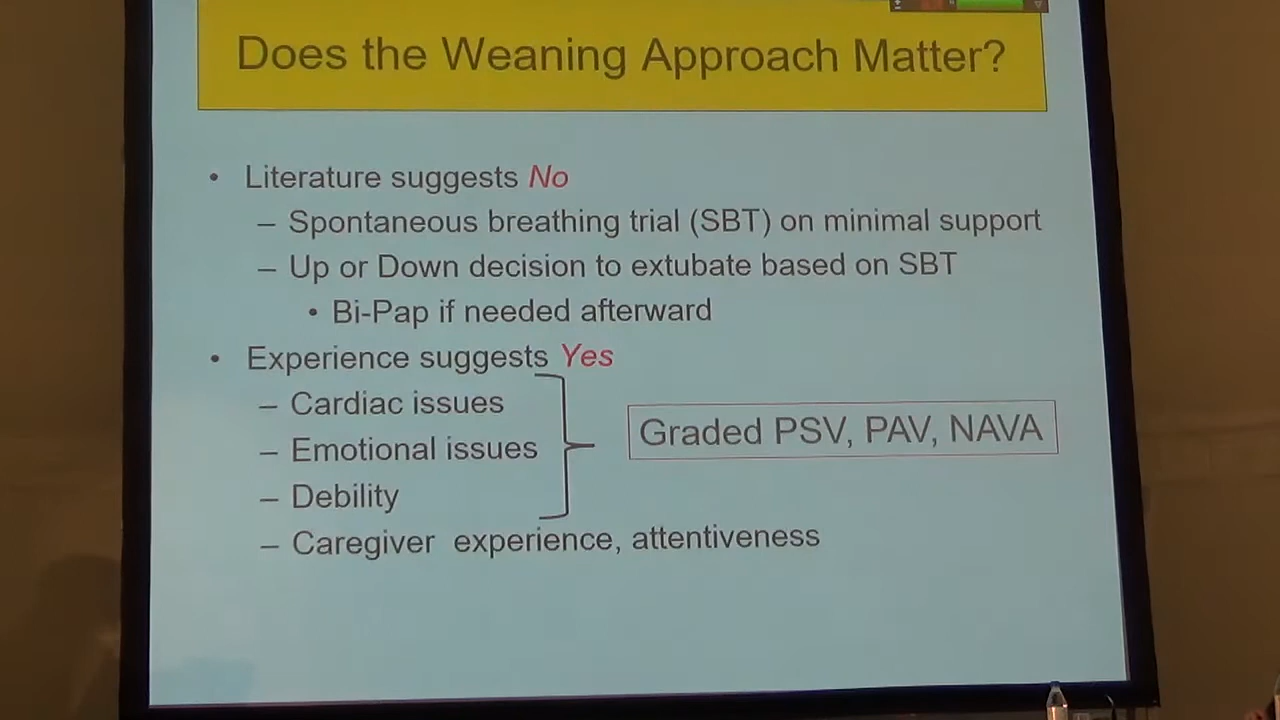 Does the Weaning Approach Matter?
• Literature suggests No
– Spontaneous breathing trial (SBT) on minimal support
– Up or Down decision to extubate based on SBT
• Bi-Pap if needed afterward
• Experience suggests Yes
– Cardiac issues
– Emotional issues
– Debility
Graded PSV, PAV, NAVA
– Caregiver experience, attentiveness